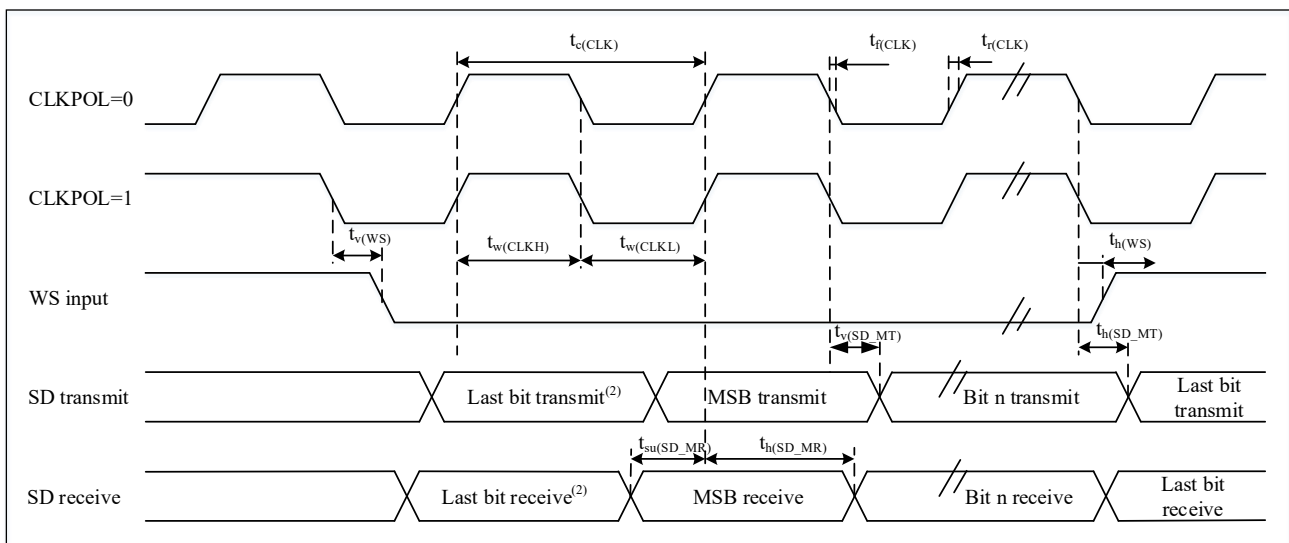 t_c(CLK)
t_f(CLK)
t_r(CLK)
CLKPOL=0
CLKPOL=1
t_v(WS)
t_w(CLKH)
t_w(CLKL)
t_h(WS)
WS input
t_v(SD_MT)
t_h(SD_MT)
SD transmit
Last bit transmit(2)
MSB transmit
Bit n transmit
Last bit
transmit
t_su(SD_MR)
t_h(SD_MR)
SD receive
Last bit receive(2)
MSB receive
Bit n receive
Last bit
receive